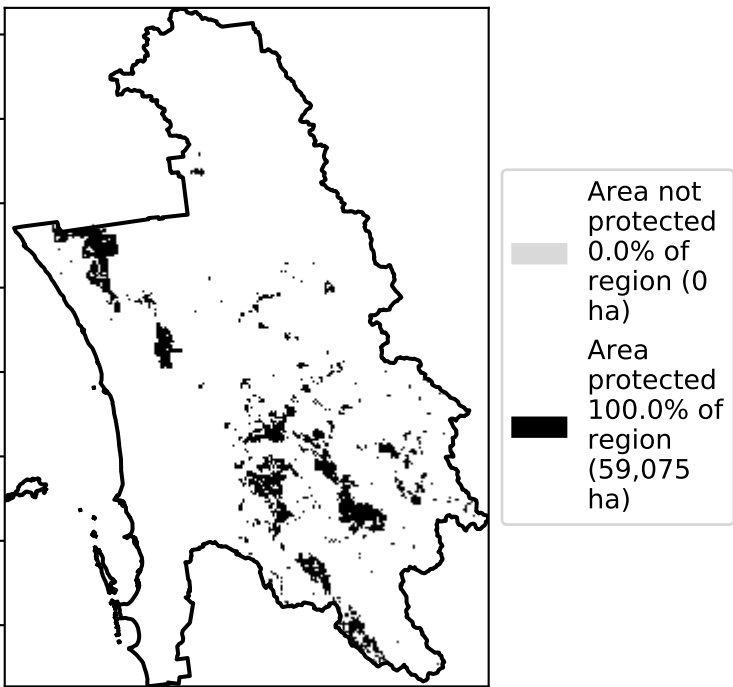 Area not
protected
0.0% of
region (0
ha)
Area
protected
100.0% of
region
(59,075
ha)